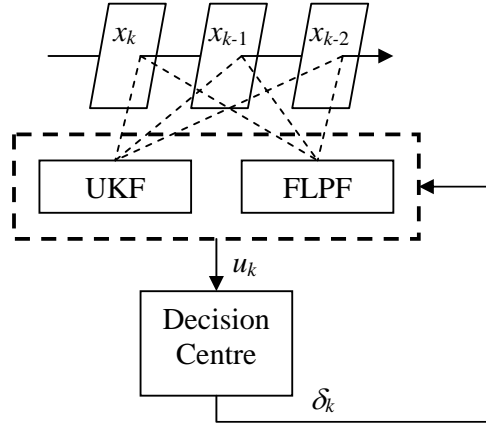 x_k x_{k-1} x_{k-2}
UKF FLPF
u_k
Decision
Centre
δ_k